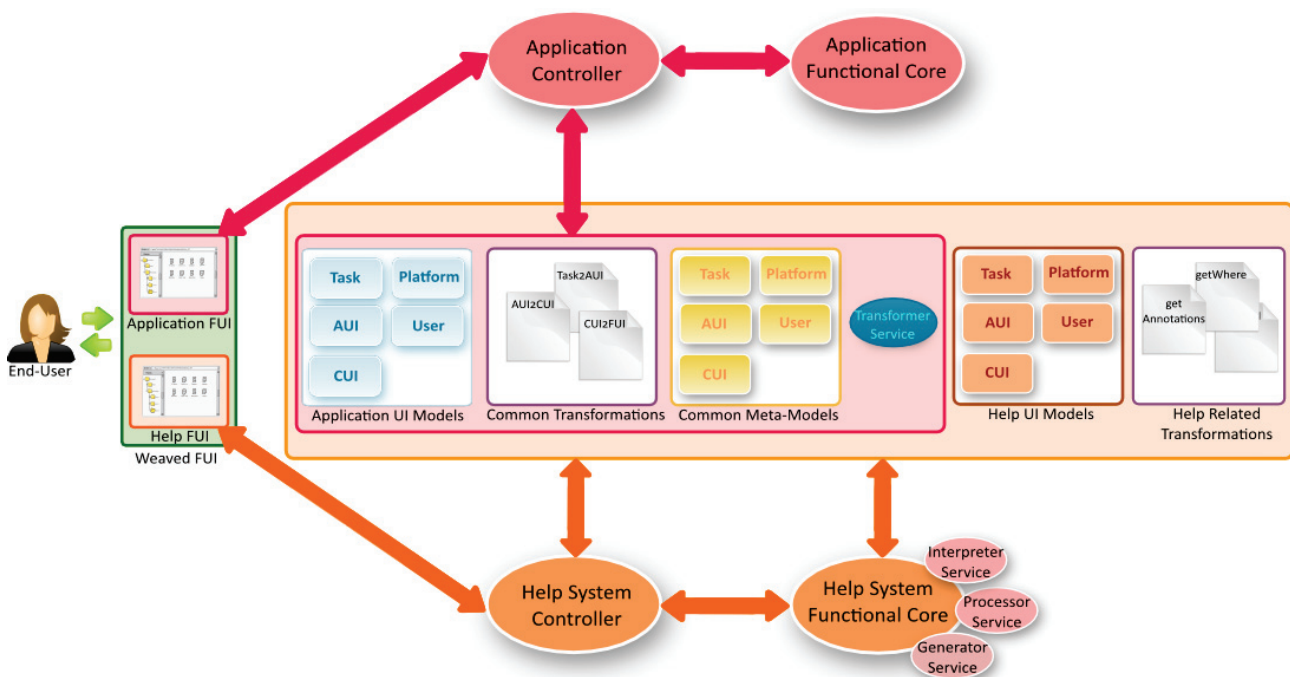 Application
Controller
Application
Functional Core
End-User
Application FUI
Help FUI
Weaved FUI
Task
Platform
AUI
User
CUI
Application UI Models
Task2AUI
AUI2CUI
CUI2FUI
Common Transformations
Task
Platform
AUI
User
CUI
Common Meta-Models
Transformer
Service
Task
Platform
AUI
User
CUI
Help UI Models
getWhere
get
Annotations
Help Related
Transformations
Help System
Controller
Help System
Functional Core
Interpreter
Service
Processor
Service
Generator
Service